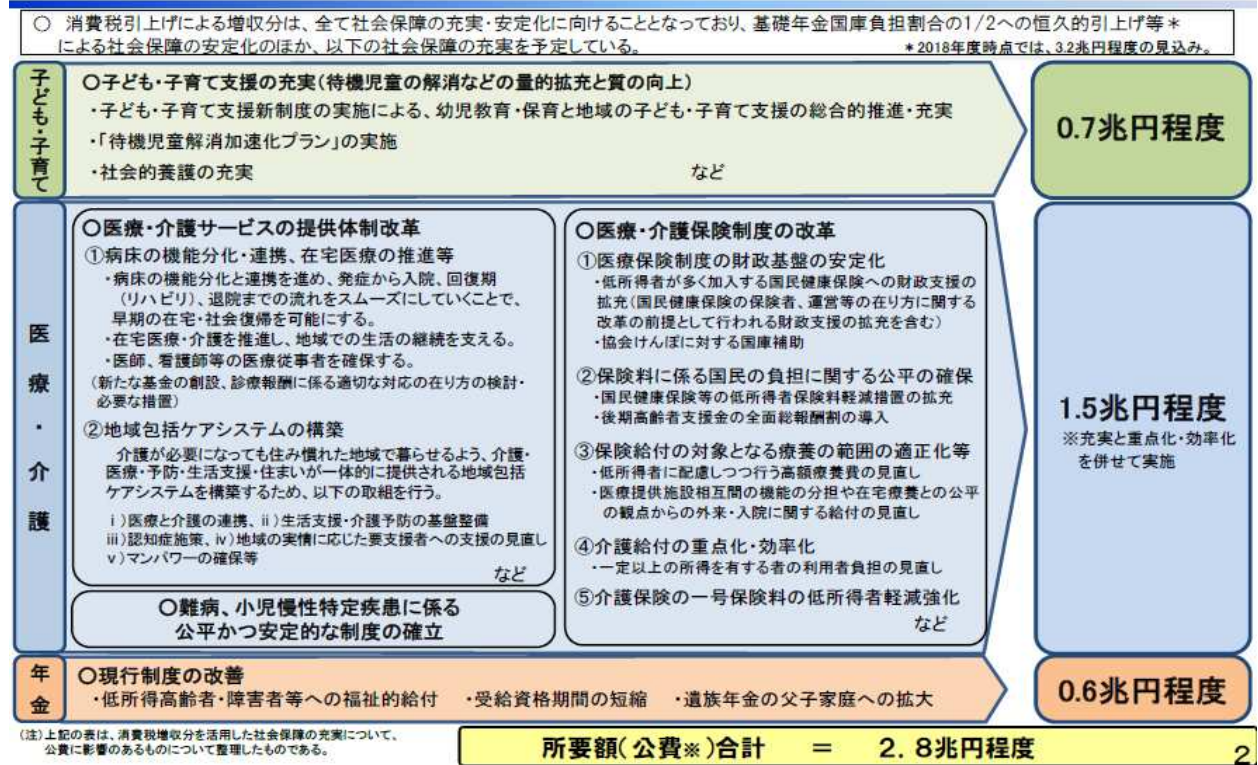 ○ 消費税引上げによる増収分は、全て社会保障の充実・安定化に向けることとなっており、基礎年金国庫負担割合の1/2への恒久的引上げ等＊
による社会保障の安定化のほか、以下の社会保障の充実を予定している。
＊2018年度時点では、3.2兆円程度の見込み。
子ども・子育て
○子ども・子育て支援の充実(待機児童の解消などの量的拡充と質の向上)
・子ども・子育て支援新制度の実施による、幼児教育・保育と地域の子ども・子育て支援の総合的推進・充実
・「待機児童解消加速化プラン」の実施
・社会的養護の充実 など
0.7兆円程度
医療・介護
○医療・介護サービスの提供体制改革
①病床の機能分化・連携、在宅医療の推進等
・病床の機能分化と連携を進め、発症から入院、回復期
(リハビリ)、退院までの流れをスムーズにしていくことで、
早期の在宅・社会復帰を可能にする。
・在宅医療・介護を推進し、地域での生活の継続を支える。
・医師、看護師等の医療従事者を確保する。
(新たな基金の創設、診療報酬に係る適切な対応の在り方の検討・
必要な措置)
②地域包括ケアシステムの構築
介護が必要になっても住み慣れた地域で暮らせるよう、介護・
医療・予防・生活支援・住まいが一体的に提供される地域包括
ケアシステムを構築するため、以下の取組を行う。
ⅰ)医療と介護の連携、ⅱ)生活支援・介護予防の基盤整備
ⅲ)認知症施策、ⅳ)地域の実情に応じた要支援者への支援の見直し
ⅴ)マンパワーの確保等
など
○難病、小児慢性特定疾患に係る
公平かつ安定的な制度の確立
○医療・介護保険制度の改革
①医療保険制度の財政基盤の安定化
・低所得者が多く加入する国民健康保険への財政支援の
拡充(国民健康保険の保険者、運営等の在り方に関する
改革の前提として行われる財政支援の拡充を含む)
・協会けんぽに対する国庫補助
②保険料に係る国民の負担に関する公平の確保
・国民健康保険等の低所得者保険料軽減措置の拡充
・後期高齢者支援金の全面総報酬割の導入
③保険給付の対象となる療養の範囲の適正化等
・低所得者に配慮しつつ行う高額療養費の見直し
・医療提供施設相互間の機能の分担や在宅療養との公平
の観点からの外来・入院に関する給付の見直し
④介護給付の重点化・効率化
・一定以上の所得を有する者の利用者負担の見直し
⑤介護保険の一号保険料の低所得者軽減強化
など
1.5兆円程度
※充実と重点化・効率化
を併せて実施
年金
○現行制度の改善
・低所得高齢者・障害者等への福祉的給付 ・受給資格期間の短縮 ・遺族年金の父子家庭への拡大
0.6兆円程度
(注)上記の表は、消費税増収分を活用した社会保障の充実について、
公費に影響のあるものについて整理したものである。
所要額(公費※)合計 = 2.8兆円程度
2